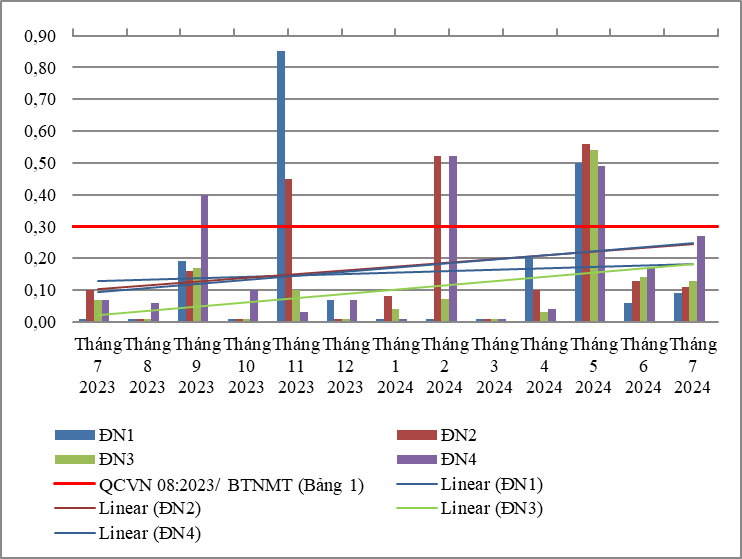 0,90
0,80
0,70
0,60
0,50
0,40
0,30
0,20
0,10
0,00
Tháng 7 2023
Tháng 8 2023
Tháng 9 2023
Tháng 10 2023
Tháng 11 2023
Tháng 12 2023
Tháng 1 2024
Tháng 2 2024
Tháng 3 2024
Tháng 4 2024
Tháng 5 2024
Tháng 6 2024
Tháng 7 2024
ĐN1
ĐN2
ĐN3
ĐN4
QCVN 08:2023/ BTNMT (Bảng 1)
Linear (ĐN1)
Linear (ĐN2)
Linear (ĐN3)
Linear (ĐN4)